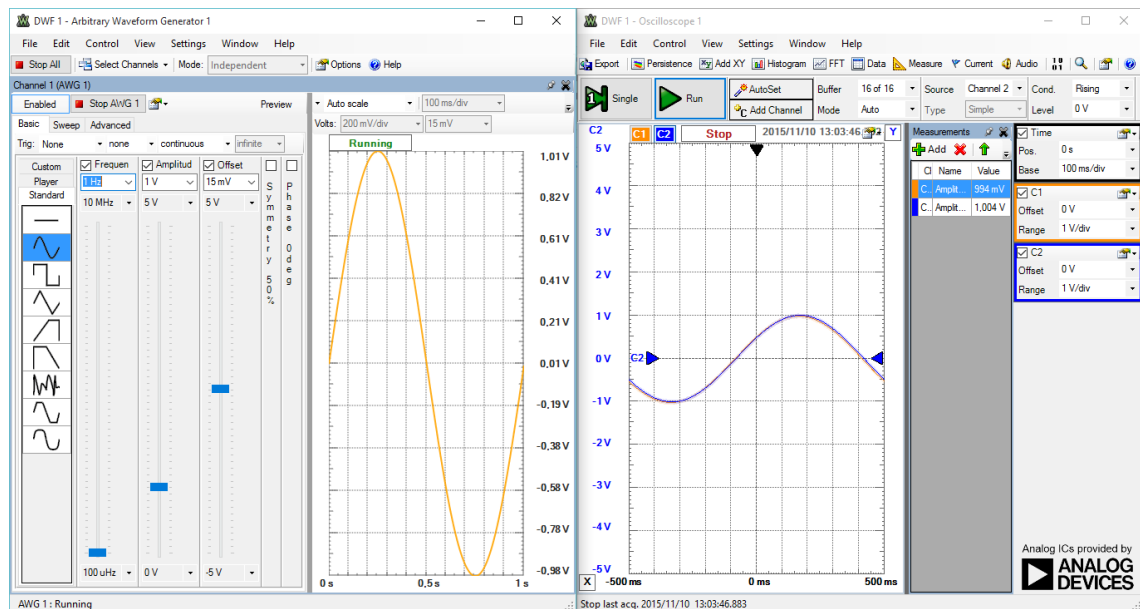 DWF 1 - Arbitrary Waveform Generator 1
File Edit Control View Settings Window Help
Stop All Select Channels Mode: Independent Options Help
Channel 1 (AWG 1)
Enabled Stop AWG 1 Preview
Basic Sweep Advanced
Trig: None none continuous infinite
Custom
Player
Standard
Frequen Amplitud Offset
1 Hz 1 V 15 mV
10 MHz 5 V 5 V
Symmetry 50%
Phase 0 deg
100 uHz 0 V -5 V
Auto scale 100 ms/div
Volts: 200 mV/div 15 mV
Running
1,01 V
0,82 V
0,61 V
0,41 V
0,21 V
0,01 V
-0,19 V
-0,38 V
-0,58 V
-0,78 V
-0,98 V
0 s 0,5 s 1 s
AWG 1 : Running
DWF 1 - Oscilloscope 1
File Edit Control View Settings Window Help
Export Persistence Add XY Histogram FFT Data Measure Current Audio
Single Run AutoSet Buffer 16 of 16 Source Channel 2 Cond. Rising
Add Channel Mode Auto Type Simple Level 0 V
C2 C1 C2 Stop 2015/11/10 13:03:46 Y
5 V
4 V
3 V
2 V
1 V
0 V C2
-1 V
-2 V
-3 V
-4 V
-5 V
X -500 ms 0 ms 500 ms
Measurements
Add
Cl Name Value
C.. Amplit... 994 mV
C.. Amplit... 1,004 V
Time
Pos. 0 s
Base 100 ms/div
C1
Offset 0 V
Range 1 V/div
C2
Offset 0 V
Range 1 V/div
Analog ICs provided by
ANALOG
DEVICES
Stop last acq. 2015/11/10 13:03:46.883